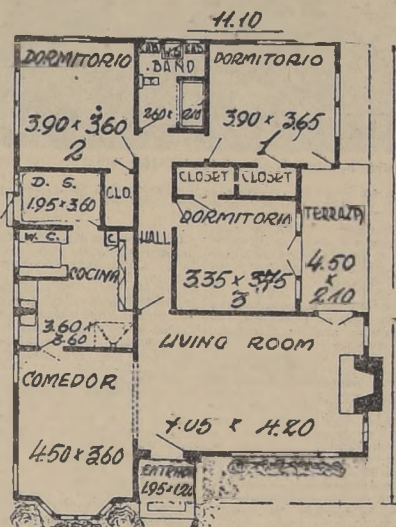 11.10
DORMITORIO
3.90 x 3.60
2
BAÑO
DORMITORIO
3.90 x 3.65
1
D. S.
1.95 x 3.60
CLO.
CLOSET
CLOSET
DORMITORIO
3.35 x 3.45
3
TERRAZA
4.50
x
2.10
W. C.
C.
HALL
COCINA
3.60 x
3.60
LIVING ROOM
7.05 x 4.20
COMEDOR
4.50 x 3.60
ENTRADA
1.95 x 1.20